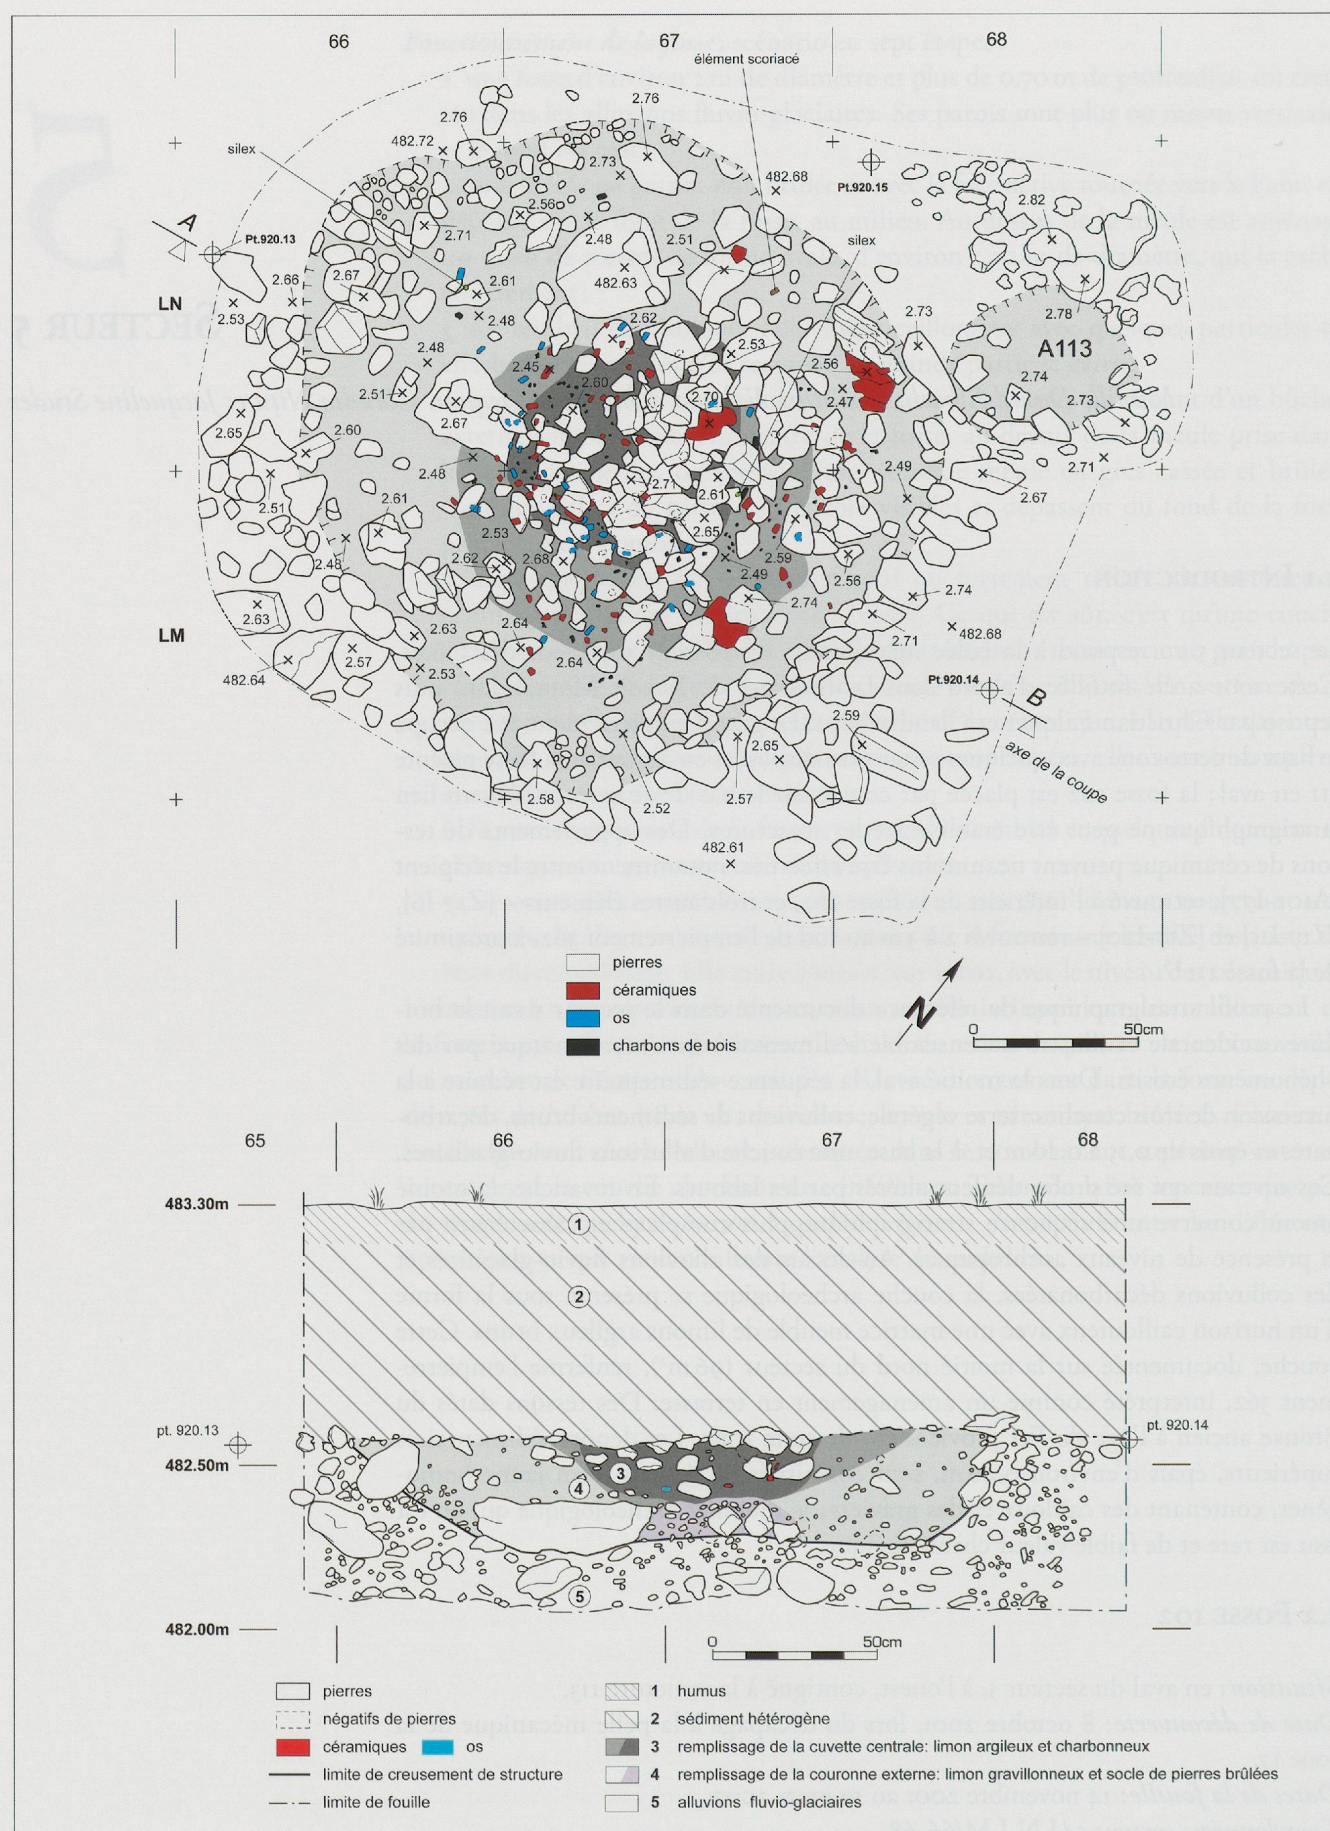 66 67 68
élément scoriacé
2.76
2.76
482.72
silex
2.73
482.68
Pt.920.15
2.82
A
2.56
2.71
2.48
2.51
silex
Pt.920.13
2.67
2.61
482.63
2.66
LN
2.53
2.48
2.62
2.73
2.78
2.48
2.53
A113
2.45
2.56
2.51
2.60
2.74
2.70
2.47
2.73
2.67
2.65
2.60
2.48
2.49
2.71
2.71
2.61
2.67
2.61
2.51
2.65
2.53
2.59
2.48
2.62
2.68
2.49
2.56
2.74
2.74
2.63
2.64
2.63
2.71
482.68
LM
2.57
2.64
2.53
482.64
Pt.920.14
B
2.59
2.65
axe de la coupe
2.58
2.57
2.52
482.61
pierres
céramiques
os
charbons de bois
N
0 50cm
65 66 67 68
483.30m
1
2
pt. 920.13
pt. 920.14
482.50m
3
4
5
482.00m
0 50cm
pierres
négatifs de pierres
céramiques os
limite de creusement de structure
limite de fouille
1 humus
2 sédiment hétérogène
3 remplissage de la cuvette centrale: limon argileux et charbonneux
4 remplissage de la couronne externe: limon gravillonneux et socle de pierres brûlées
5 alluvions fluvio-glaciaires